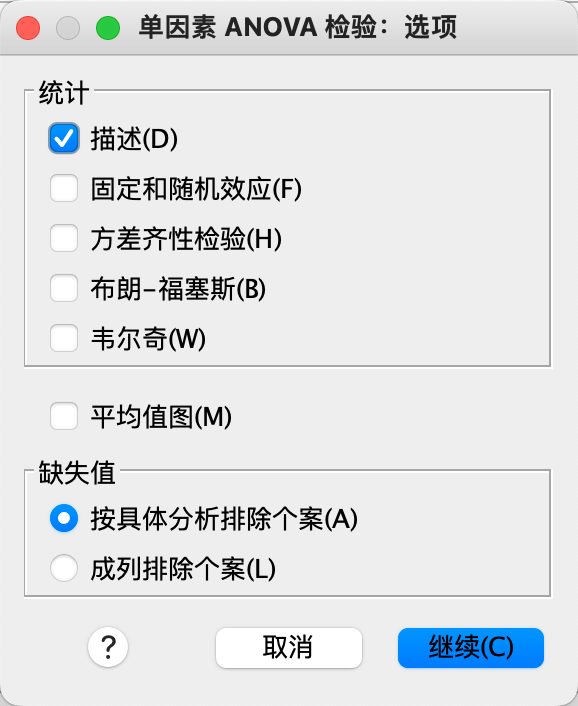 单因素 ANOVA 检验：选项
统计
描述(D)
固定和随机效应(F)
方差齐性检验(H)
布朗-福塞斯(B)
韦尔奇(W)
平均值图(M)
缺失值
按具体分析排除个案(A)
成列排除个案(L)
?
取消
继续(C)